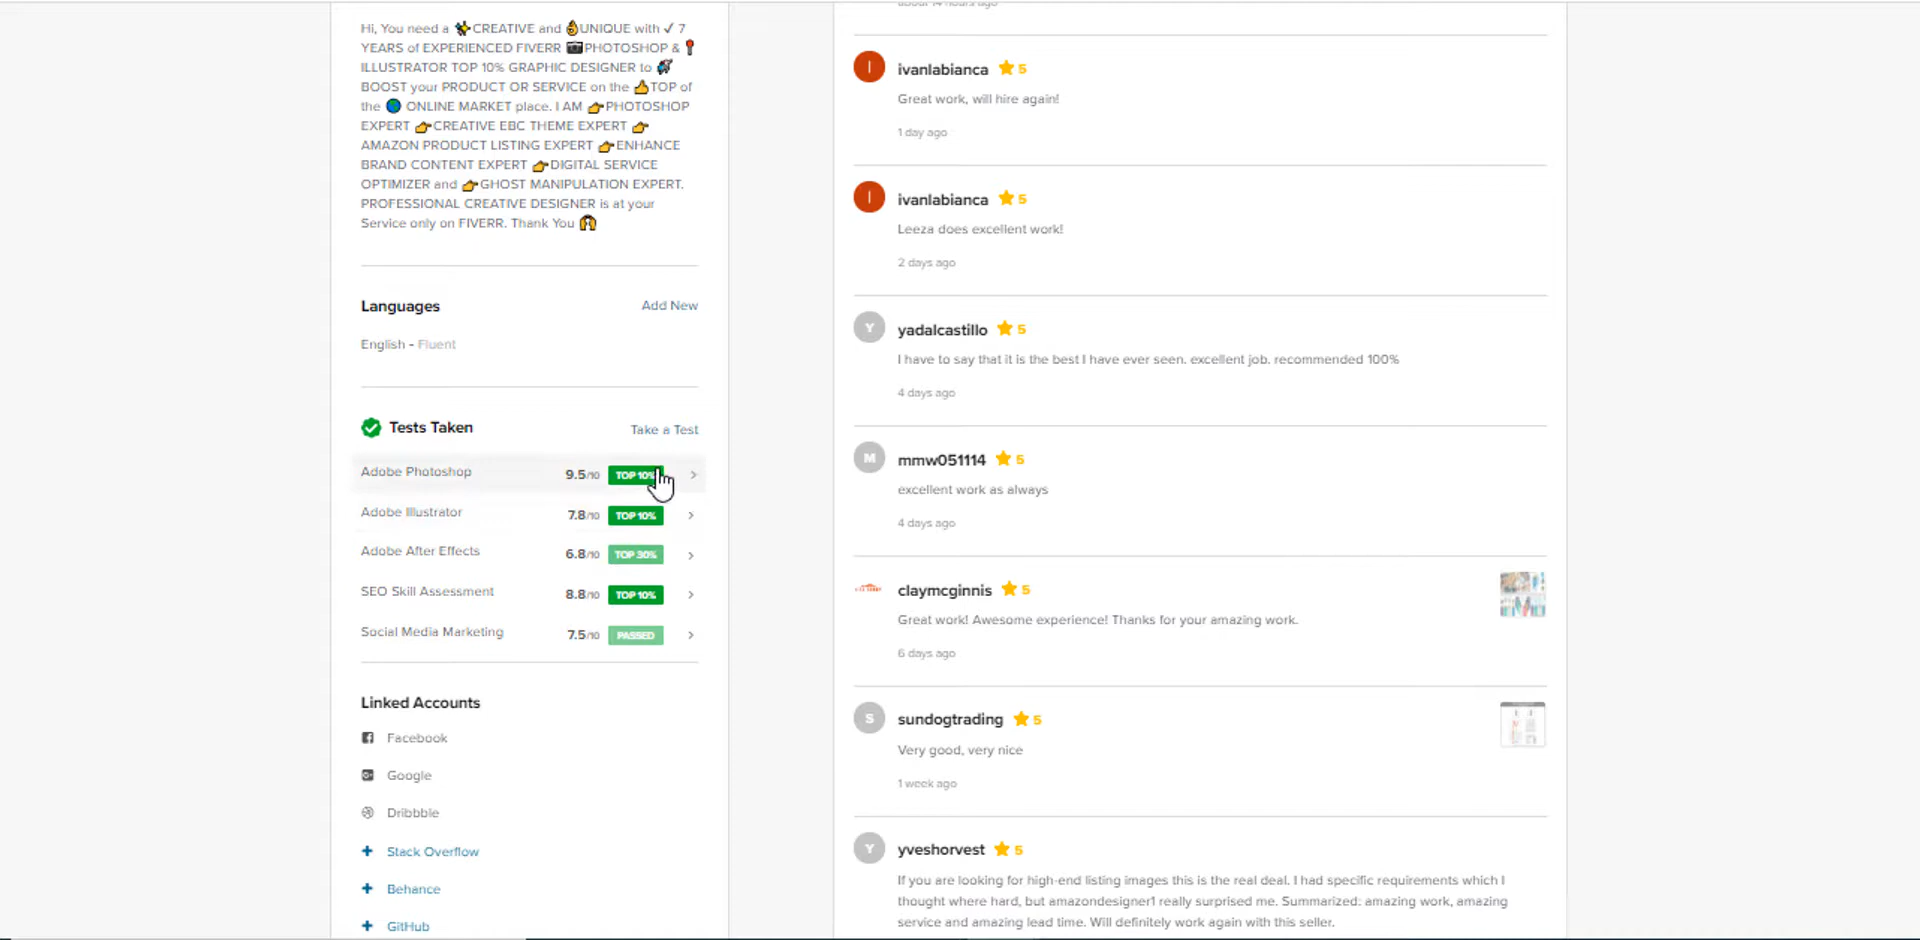 Hi, You need a CREATIVE and UNIQUE with ✓ 7
YEARS of EXPERIENCED FIVERR PHOTOSHOP &
ILLUSTRATOR TOP 10% GRAPHIC DESIGNER to
BOOST your PRODUCT OR SERVICE on the TOP of
the ONLINE MARKET place. I AM PHOTOSHOP
EXPERT CREATIVE EBC THEME EXPERT
AMAZON PRODUCT LISTING EXPERT ENHANCE
BRAND CONTENT EXPERT DIGITAL SERVICE
OPTIMIZER and GHOST MANIPULATION EXPERT.
PROFESSIONAL CREATIVE DESIGNER is at your
Service only on FIVERR. Thank You
Languages Add New
English - Fluent
Tests Taken Take a Test
Adobe Photoshop 9.5/10 TOP 10%
Adobe Illustrator 7.8/10 TOP 10%
Adobe After Effects 6.8/10 TOP 30%
SEO Skill Assessment 8.8/10 TOP 10%
Social Media Marketing 7.5/10 PASSED
Linked Accounts
Facebook
Google
Dribbble
+ Stack Overflow
+ Behance
+ GitHub
about 14 hours ago
I ivanlabianca 5
Great work, will hire again!
1 day ago
I ivanlabianca 5
Leeza does excellent work!
2 days ago
Y yadalcastillo 5
I have to say that it is the best I have ever seen. excellent job. recommended 100%
4 days ago
M mmw051114 5
excellent work as always
4 days ago
claymcginnis 5
Great work! Awesome experience! Thanks for your amazing work.
6 days ago
S sundogtrading 5
Very good, very nice
1 week ago
Y yveshorvest 5
If you are looking for high-end listing images this is the real deal. I had specific requirements which I
thought where hard, but amazondesigner1 really surprised me. Summarized: amazing work, amazing
service and amazing lead time. Will definitely work again with this seller.